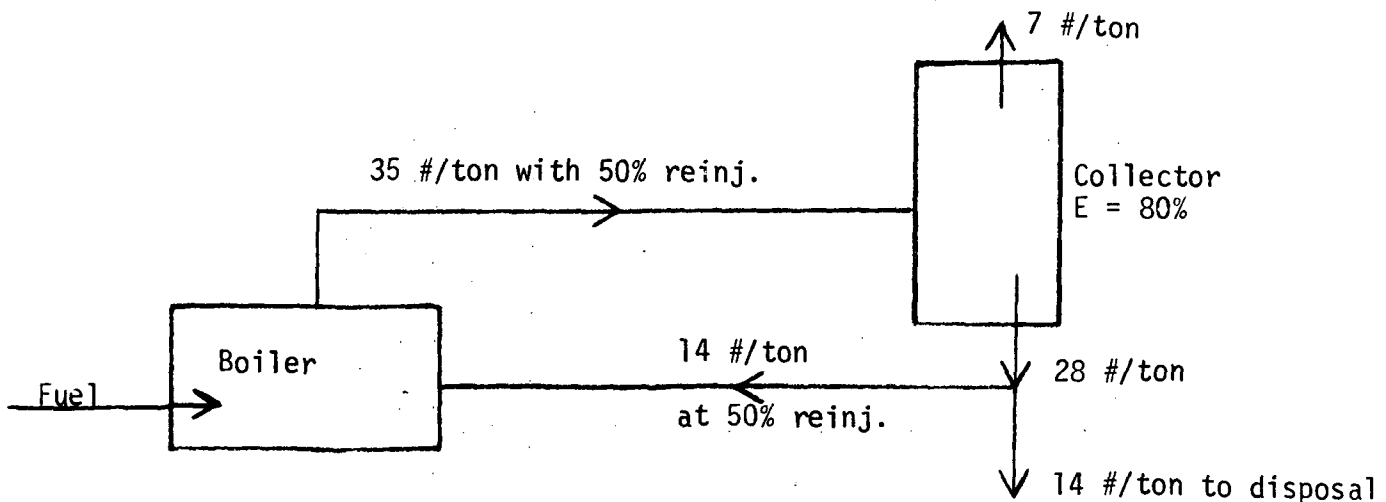 7 #/ton
35 #/ton with 50% reinj.
Collector
E = 80%
Boiler
Fuel
14 #/ton
at 50% reinj.
28 #/ton
14 #/ton to disposal